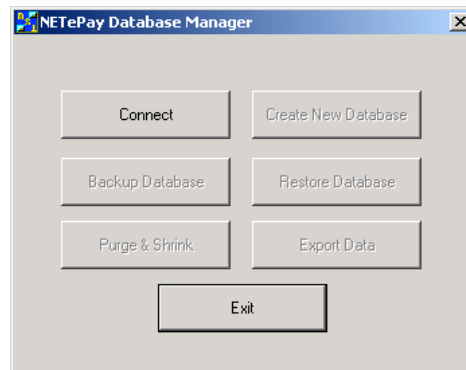 NETePay Database Manager
Connect
Create New Database
Backup Database
Restore Database
Purge & Shrink
Export Data
Exit